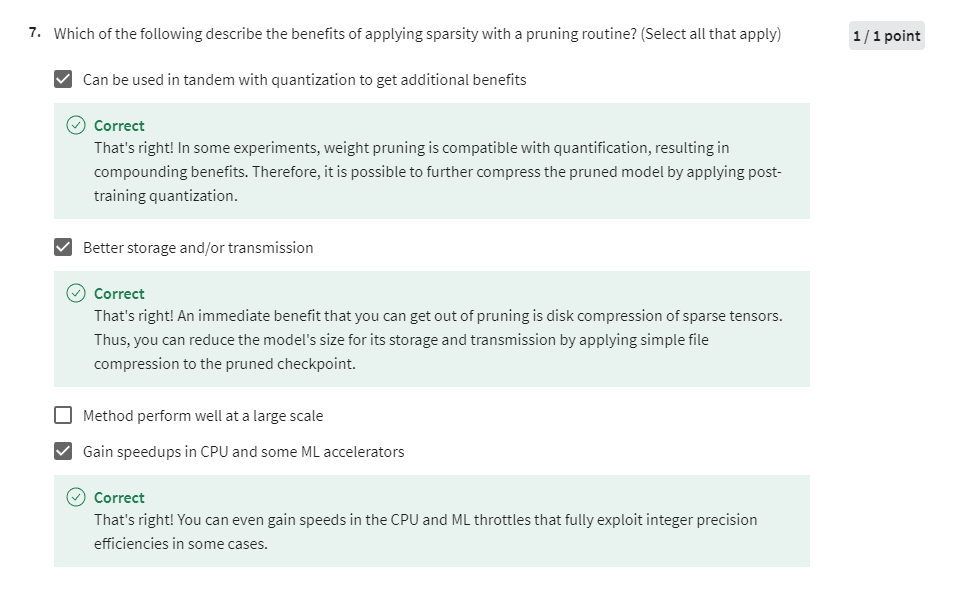 7. Which of the following describe the benefits of applying sparsity with a pruning routine? (Select all that apply)
1 / 1 point
Can be used in tandem with quantization to get additional benefits
Correct
That's right! In some experiments, weight pruning is compatible with quantification, resulting in
compounding benefits. Therefore, it is possible to further compress the pruned model by applying post-
training quantization.
Better storage and/or transmission
Correct
That's right! An immediate benefit that you can get out of pruning is disk compression of sparse tensors.
Thus, you can reduce the model's size for its storage and transmission by applying simple file
compression to the pruned checkpoint.
Method perform well at a large scale
Gain speedups in CPU and some ML accelerators
Correct
That's right! You can even gain speeds in the CPU and ML throttles that fully exploit integer precision
efficiencies in some cases.